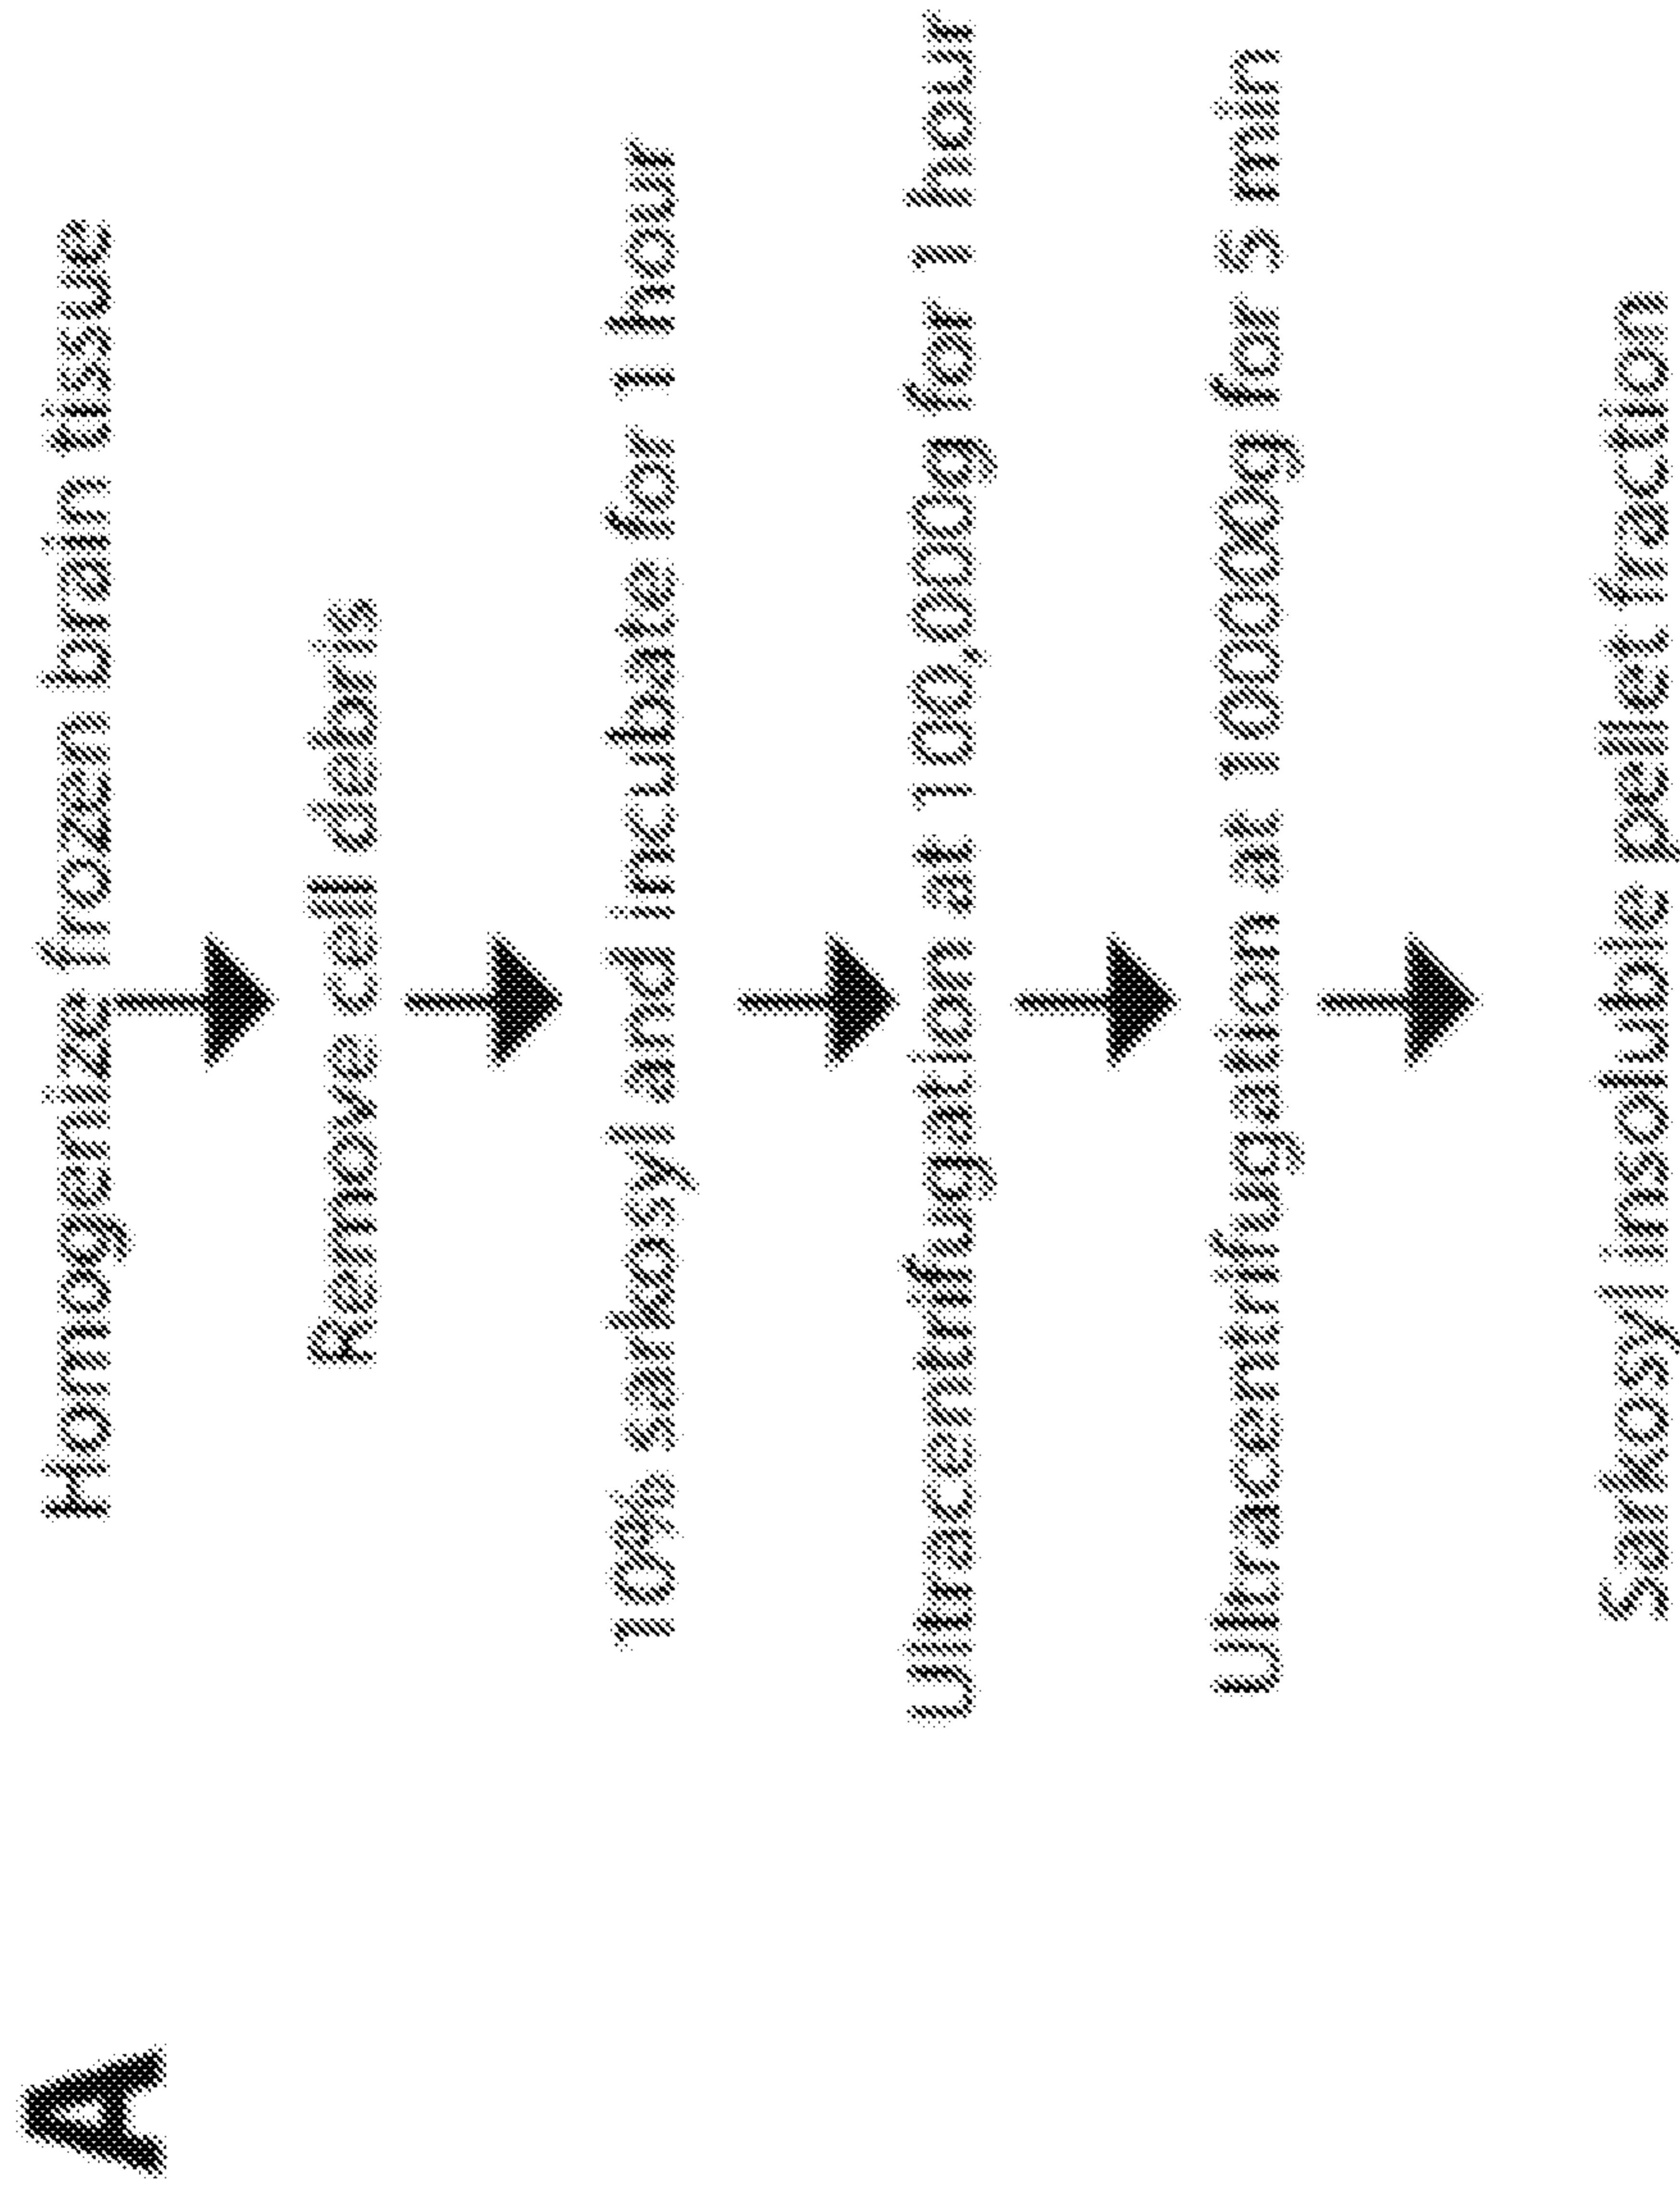 A
Homogenize frozen brain tissue
Remove cell debris
10% sarkosyl and incubate for 1 hour
Ultracentrifugation at 100,000g for 1 hour
Ultracentrifugation at 10000g for 5 min
Sarkosyl insoluble pellet fraction